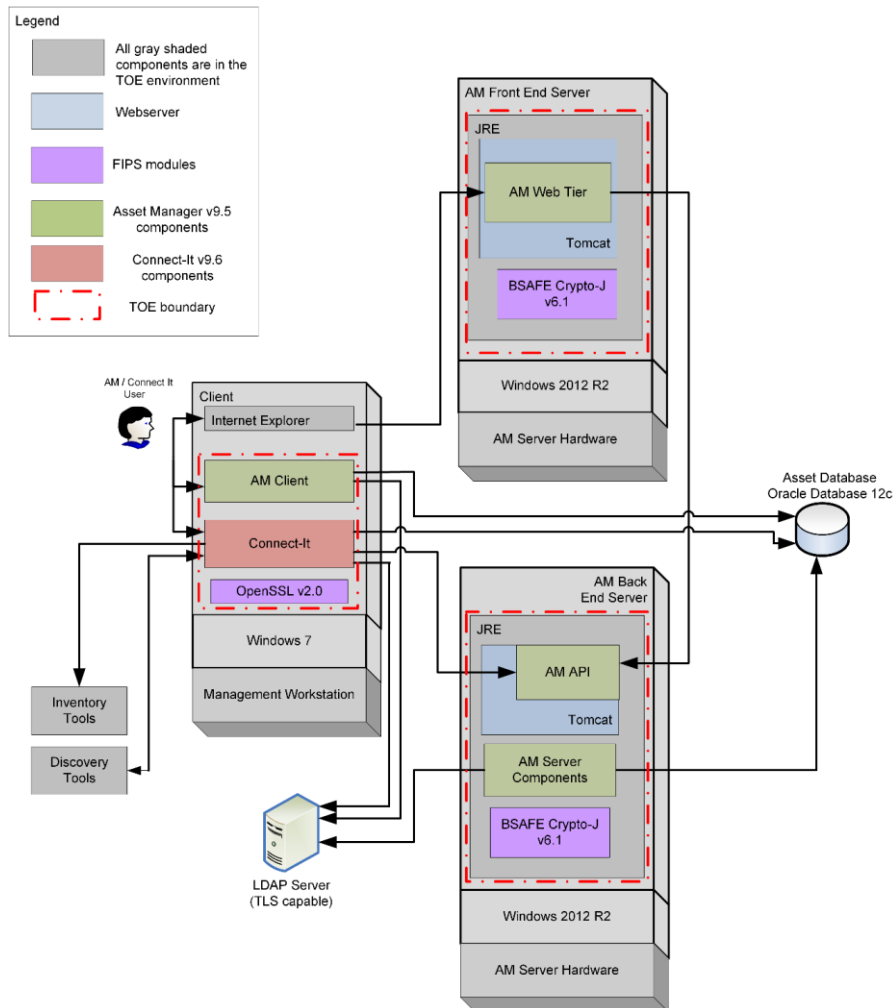 Legend
All gray shaded
components are in the
TOE environment
Webserver
FIPS modules
Asset Manager v9.5
components
Connect-It v9.6
components
TOE boundary
AM Front End Server
JRE
AM Web Tier
Tomcat
BSAFE Crypto-J
v6.1
Windows 2012 R2
AM Server Hardware
AM / Connect It
User
Client
Internet Explorer
AM Client
Connect-It
OpenSSL v2.0
Windows 7
Management Workstation
Asset Database
Oracle Database 12c
Inventory
Tools
Discovery
Tools
LDAP Server
(TLS capable)
AM Back
End Server
JRE
AM API
Tomcat
AM Server
Components
BSAFE Crypto-J
v6.1
Windows 2012 R2
AM Server Hardware